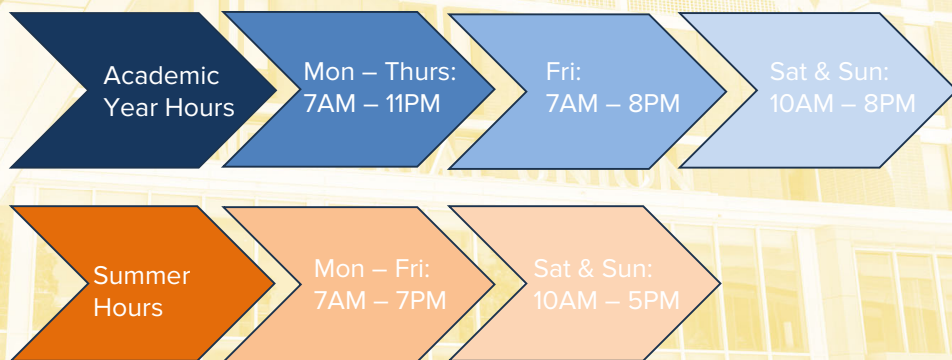 Academic
Year Hours
Mon – Thurs:
7AM – 11PM
Fri:
7AM – 8PM
Sat & Sun:
10AM – 8PM
Summer
Hours
Mon – Fri:
7AM – 7PM
Sat & Sun:
10AM – 5PM